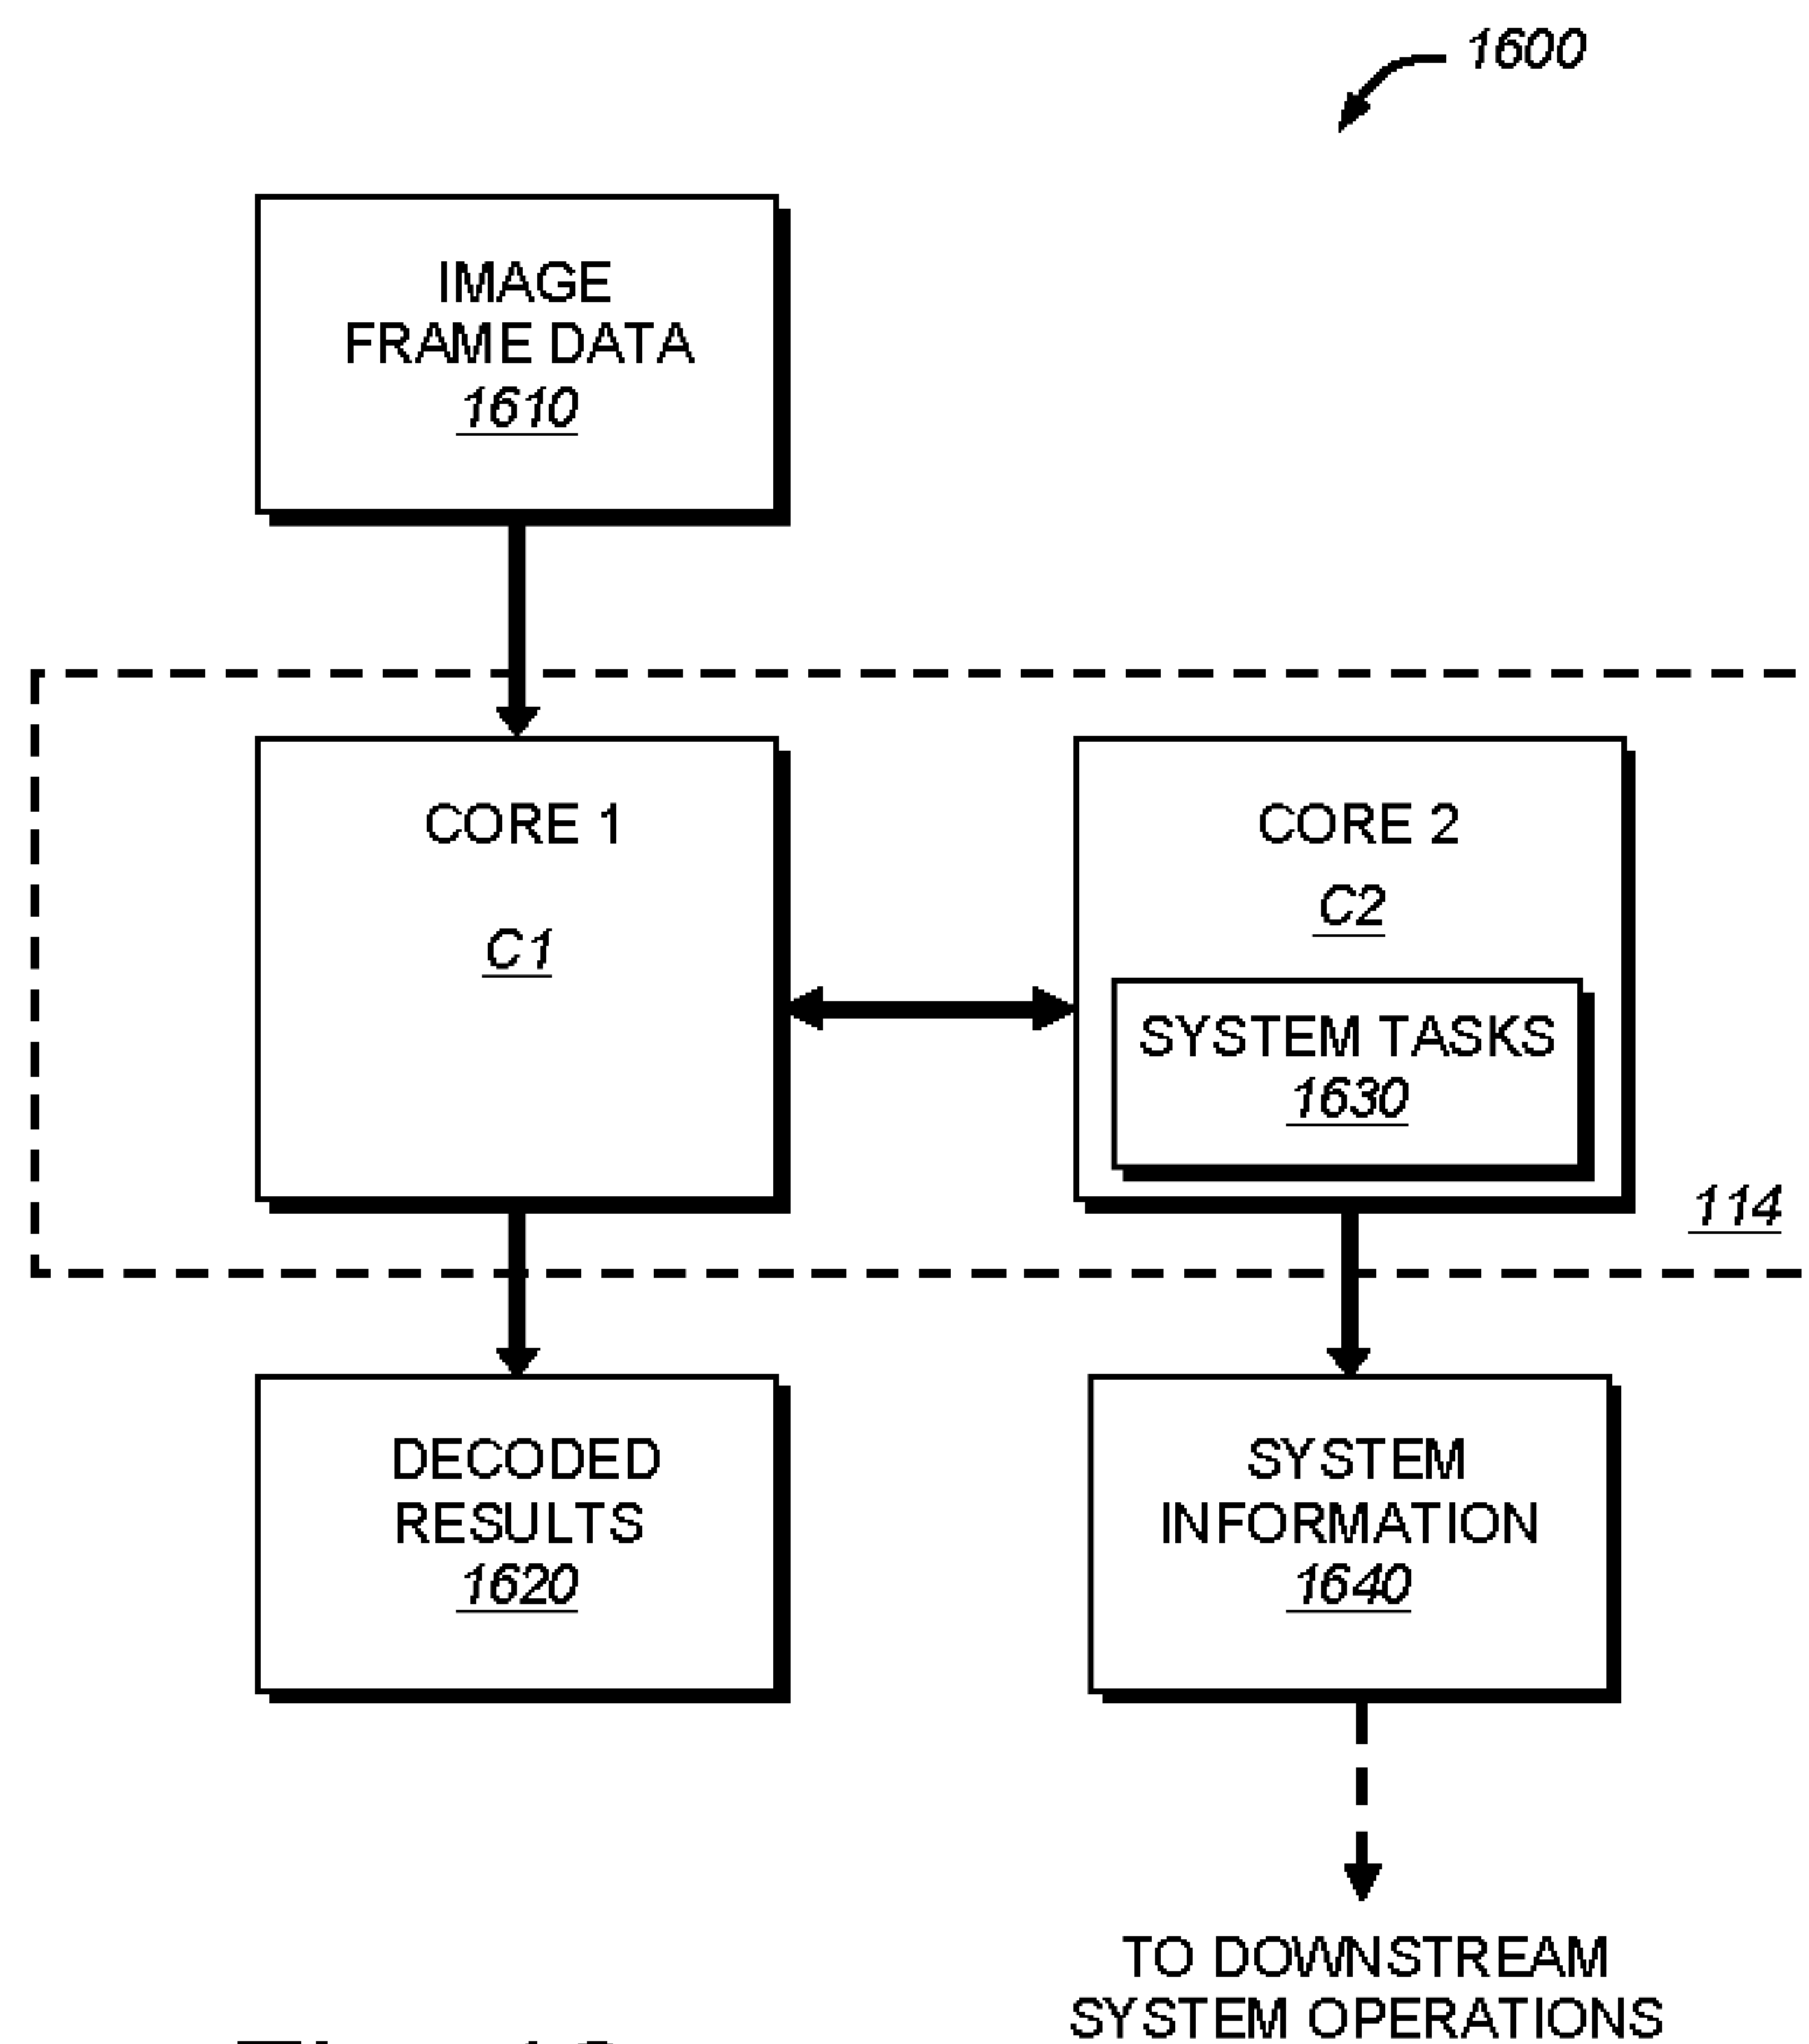 1600
IMAGE
FRAME DATA
1610
CORE 1
C1
CORE 2
C2
SYSTEM TASKS
1630
114
DECODED
RESULTS
1620
SYSTEM
INFORMATION
1640
TO DOWNSTREAM
SYSTEM OPERATIONS